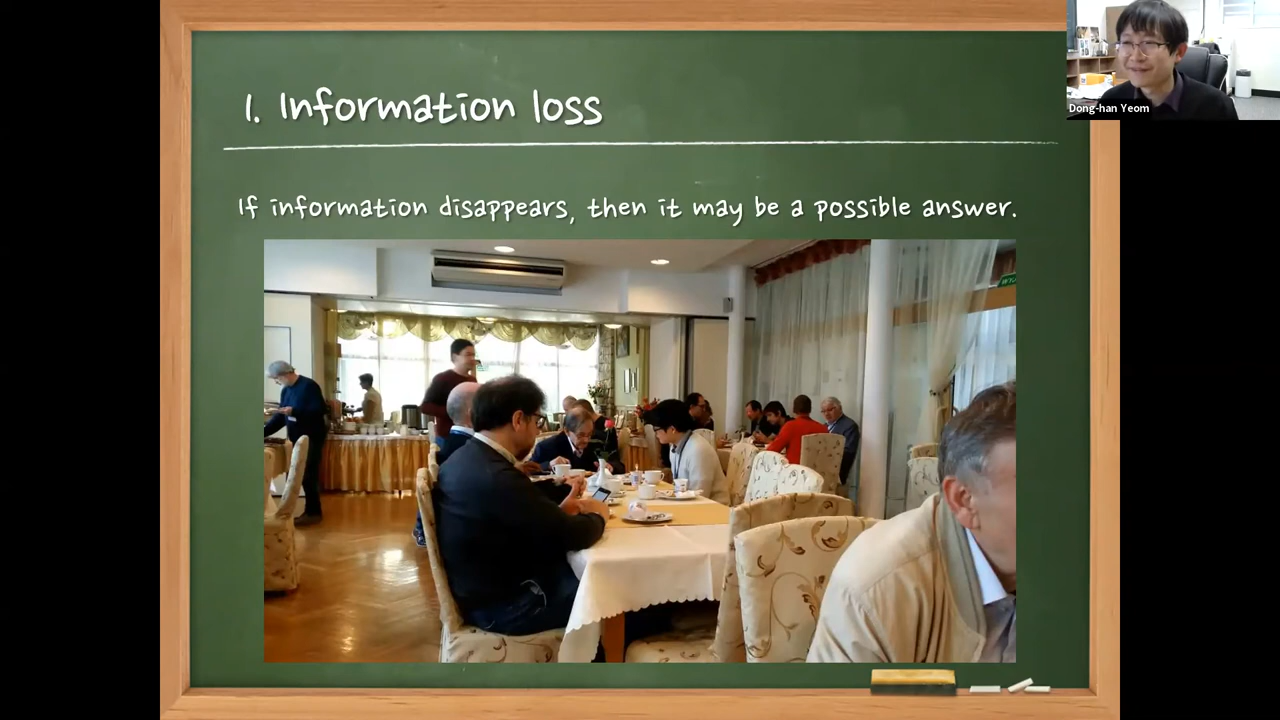 1. Information loss
Dong-han Yeom
If information disappears, then it may be a possible answer.